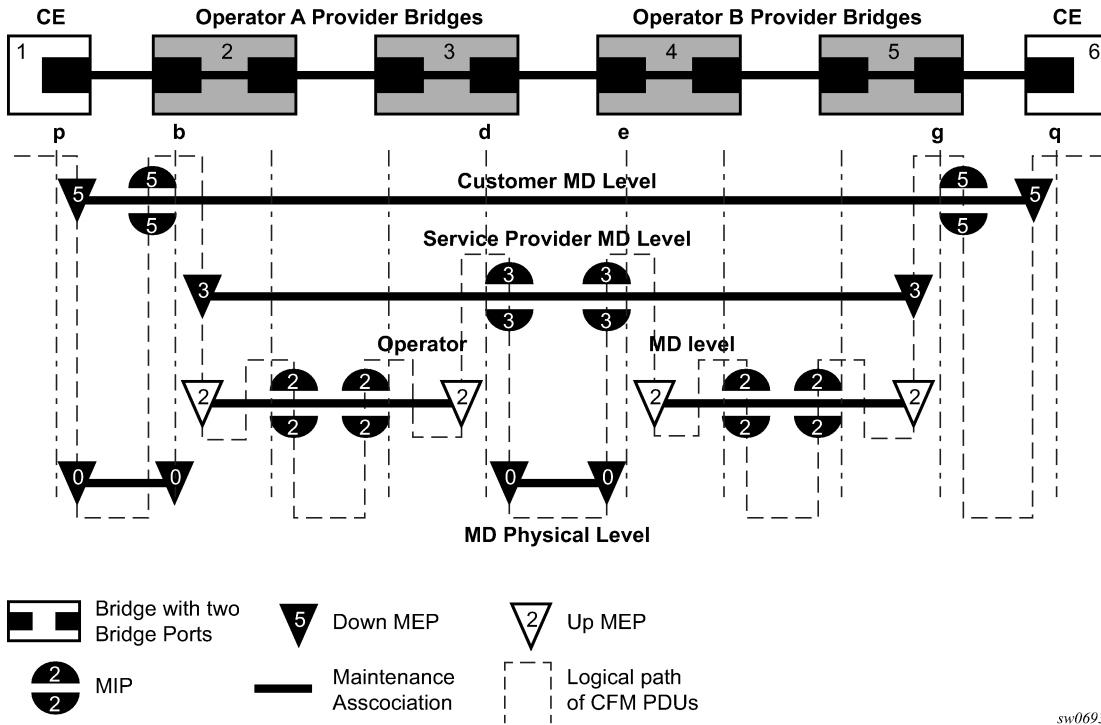 CE Operator A Provider Bridges Operator B Provider Bridges CE
1 2 3 4 5 6
p b d e g q
5 5
5 Customer MD Level 5
5 5
Service Provider MD Level
3 3
3 3
3 3
Operator MD level
2 2 2 2
2 2 2 2
2 2 2 2
0 0 0 0
MD Physical Level
Bridge with two
Bridge Ports
5 Down MEP
2 Up MEP
2
2
MIP
Maintenance
Asscociation
Logical path
of CFM PDUs